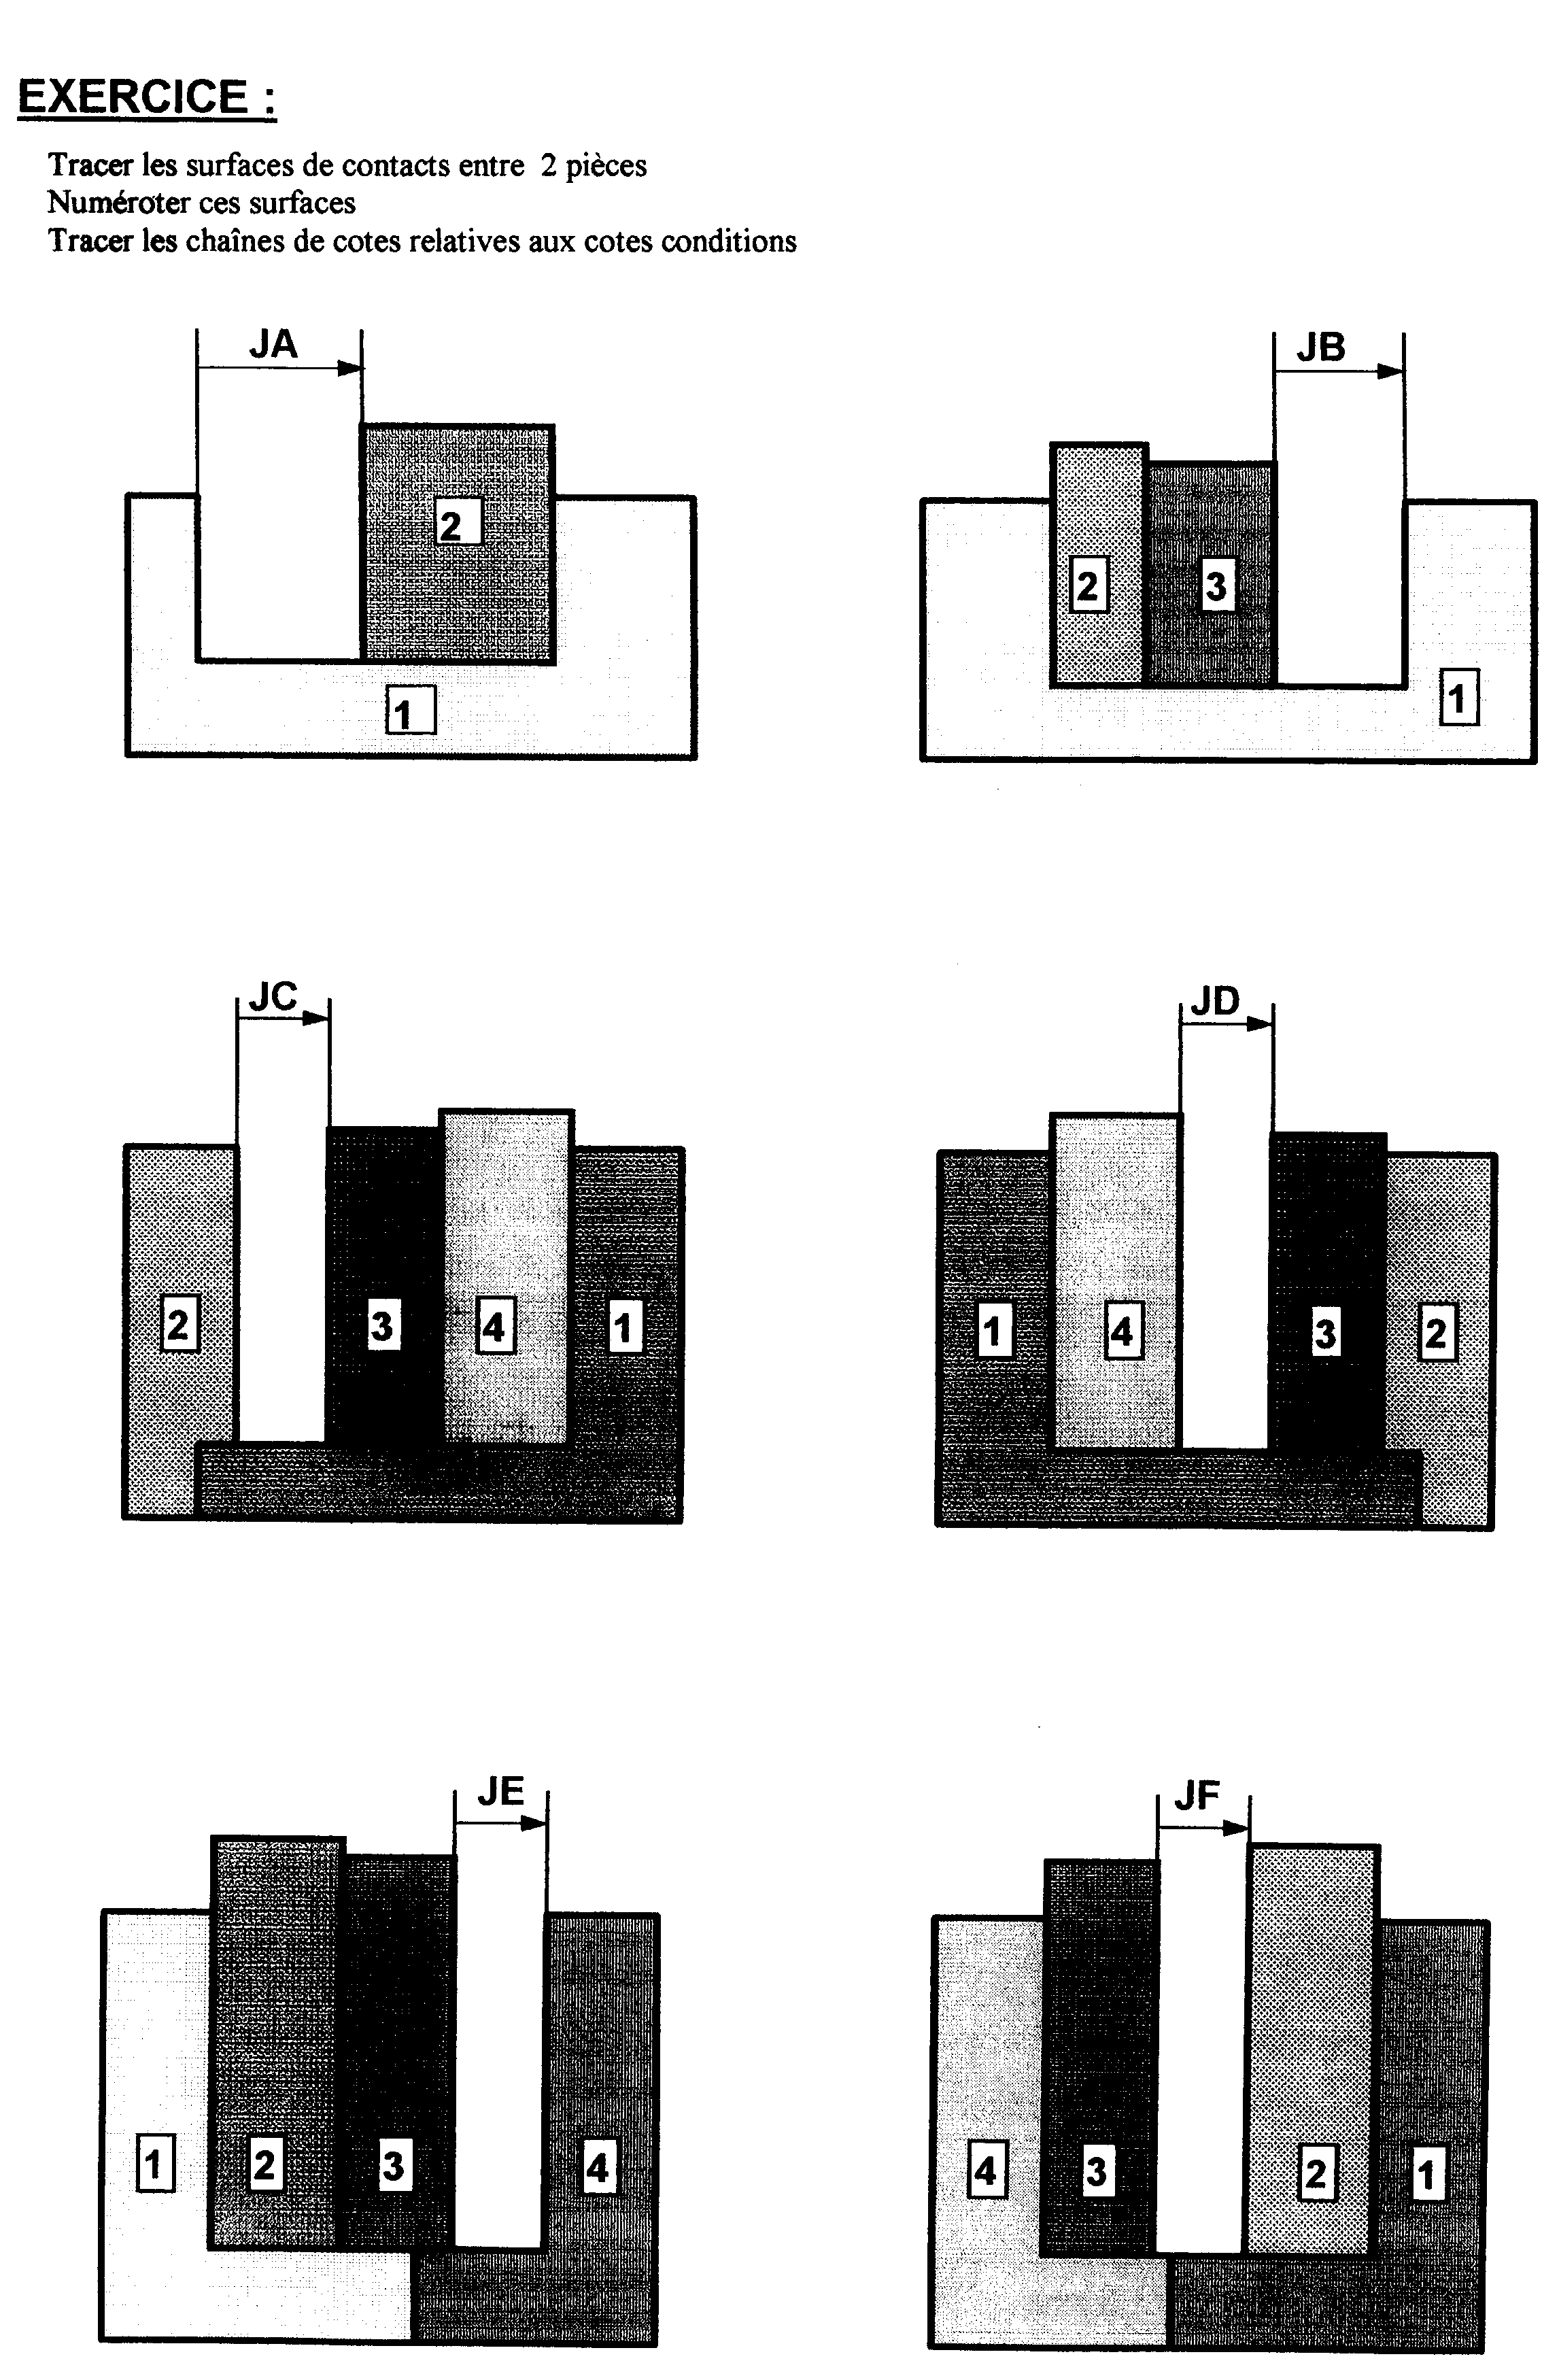 EXERCICE :
Tracer les surfaces de contacts entre 2 pièces
Numéroter ces surfaces
Tracer les chaînes de cotes relatives aux cotes conditions
JA
JB
2
1
2
3
1
JC
JD
2
3
4
1
1
4
3
2
JE
JF
1
2
3
4
4
3
2
1